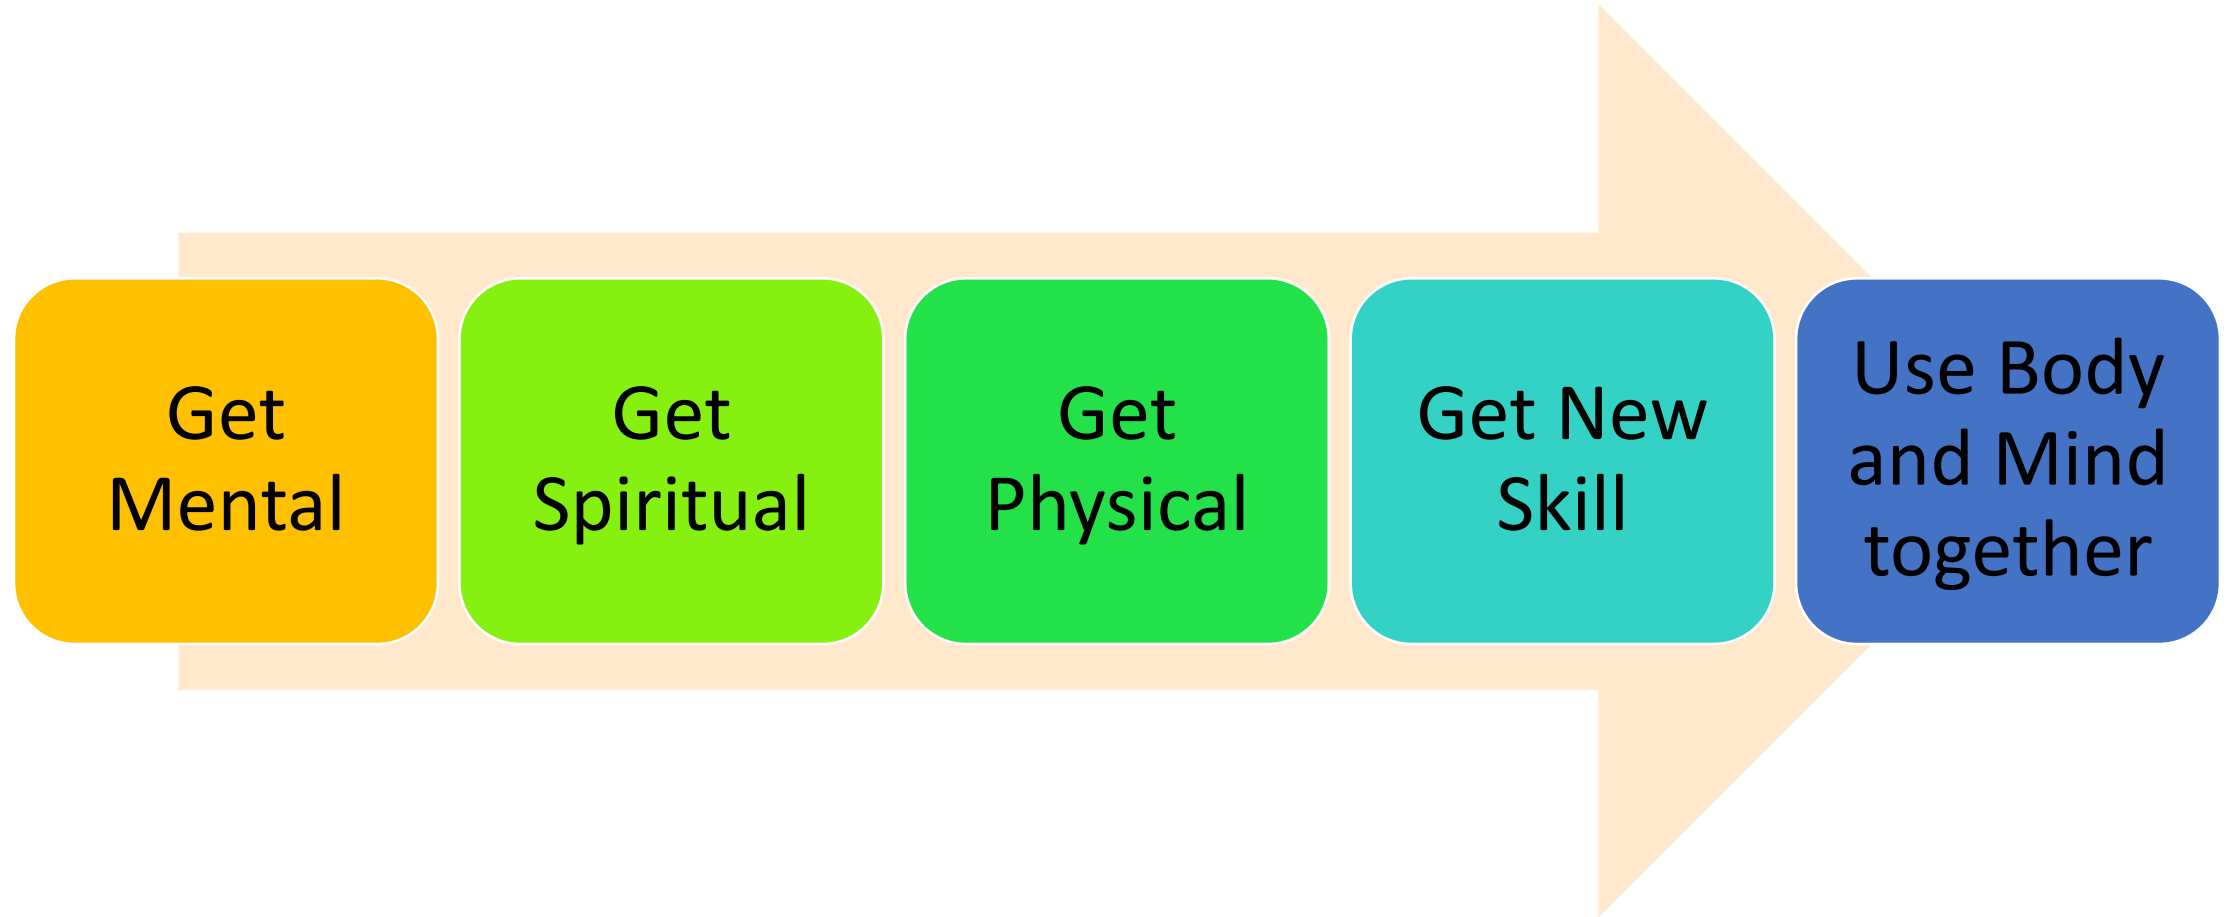 Get
Mental
Get
Spiritual
Get
Physical
Get New
Skill
Use Body
and Mind
together